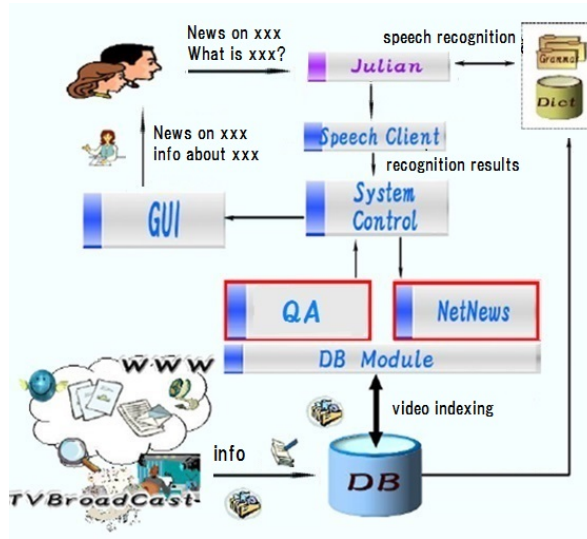 News on xxx
What is xxx?
speech recognition
Julian
Grammar
Dict
Speech Client
News on xxx
info about xxx
recognition results
System
Control
GUI
QA
NetNews
DB Module
WWW
video indexing
info
DB
TVBroadCast